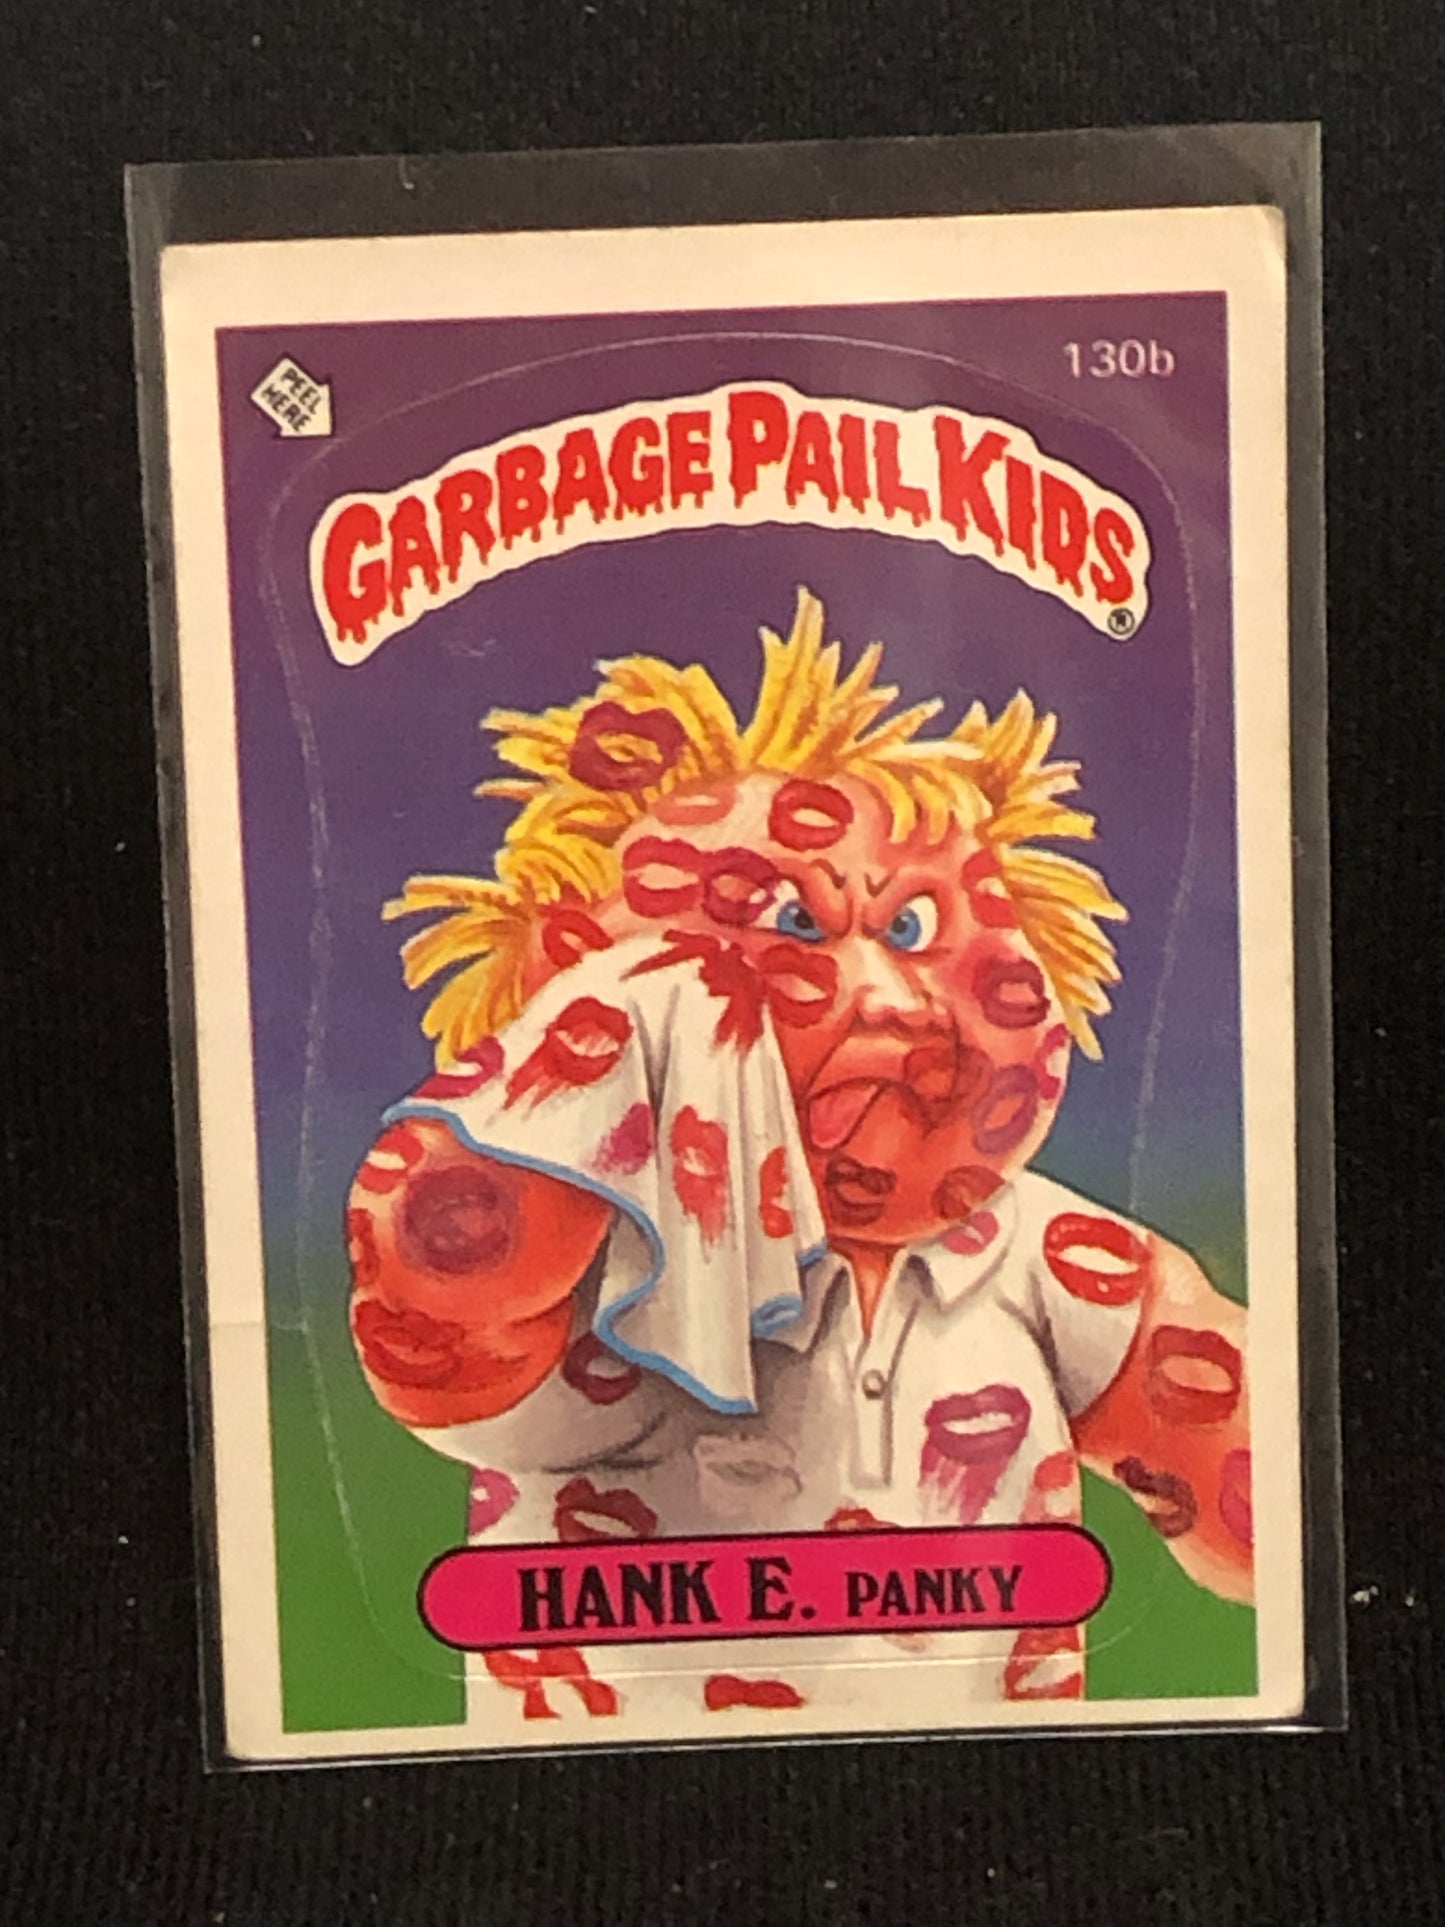 PEEL
HERE
130b
GARBAGE PAIL KIDS
®
HANK E. PANKY